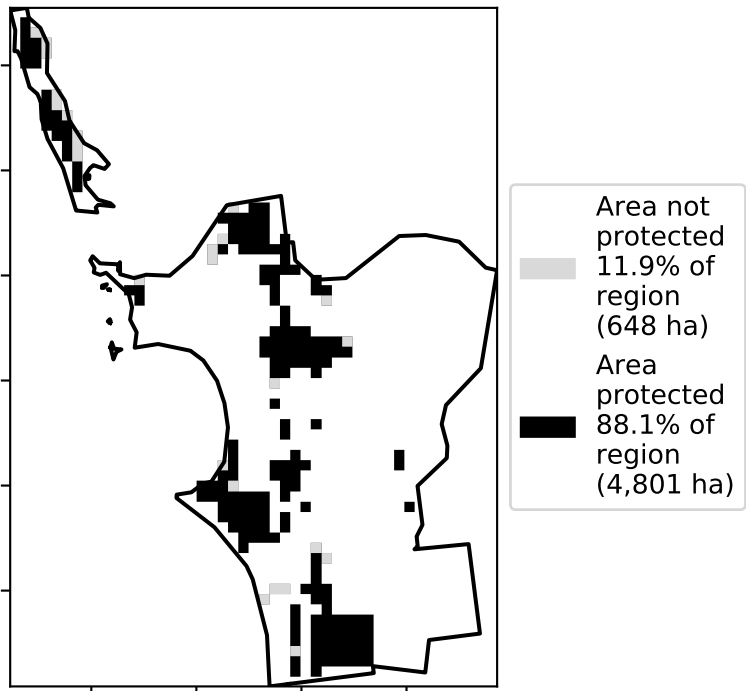 Area not
protected
11.9% of
region
(648 ha)
Area
protected
88.1% of
region
(4,801 ha)